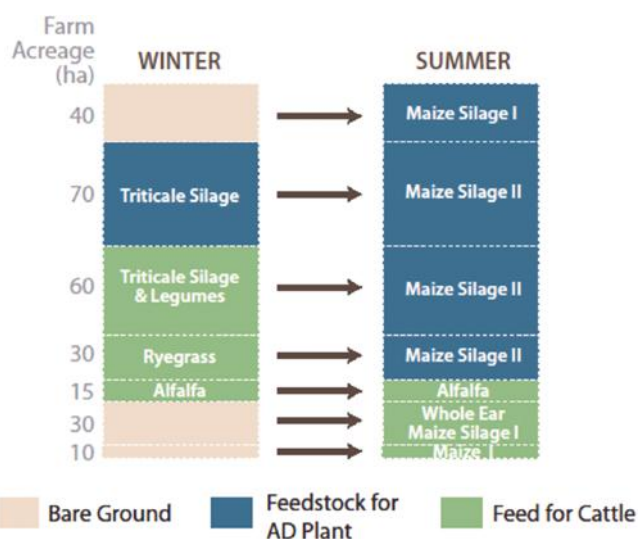 Farm
Acreage
(ha)
WINTER
SUMMER
40
Maize Silage I
70
Triticale Silage
Maize Silage II
60
Triticale Silage
& Legumes
Maize Silage II
30
Ryegrass
Maize Silage II
15
Alfalfa
Alfalfa
30
Whole Ear
Maize Silage I
10
Maize I
Bare Ground
Feedstock for
AD Plant
Feed for Cattle